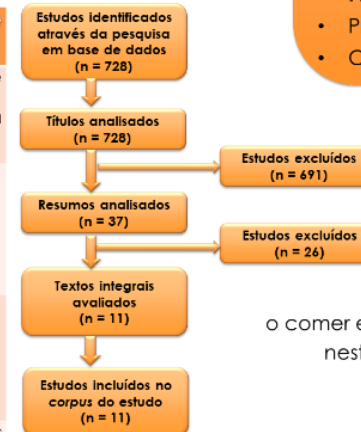 Estudos identificados
através da pesquisa
em base de dados
(n = 728)
Títulos analisados
(n = 728)
Estudos excluídos
(n = 691)
Resumos analisados
(n = 37)
Estudos excluídos
(n = 26)
Textos integrais
avaliados
(n = 11)
Estudos incluídos no
corpus do estudo
(n = 11)
• P
• C
o comer e
nest